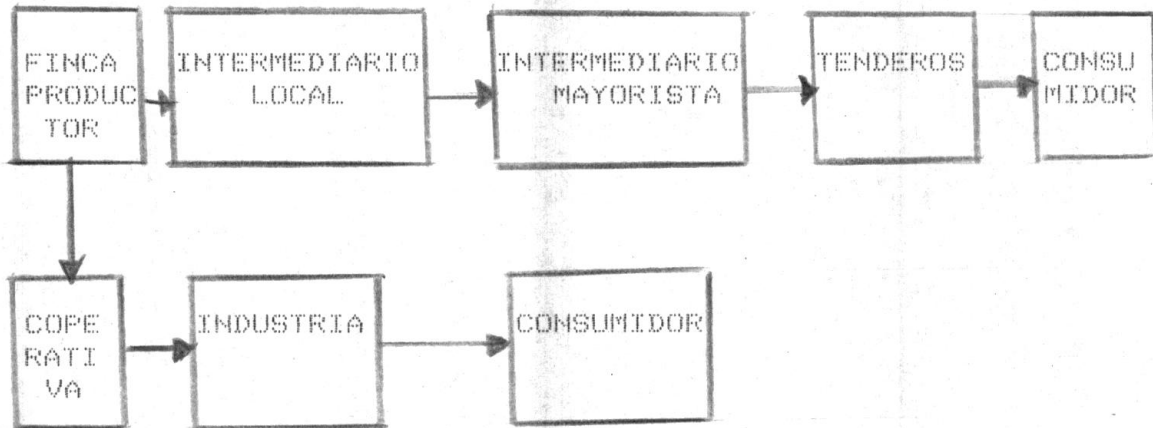 FINCA
PRODUC
TOR
INTERMEDIARIO
LOCAL
INTERMEDIARIO
MAYORISTA
TENDEROS
CONSU
MIDOR
COPE
RATI
VA
INDUSTRIA
CONSUMIDOR